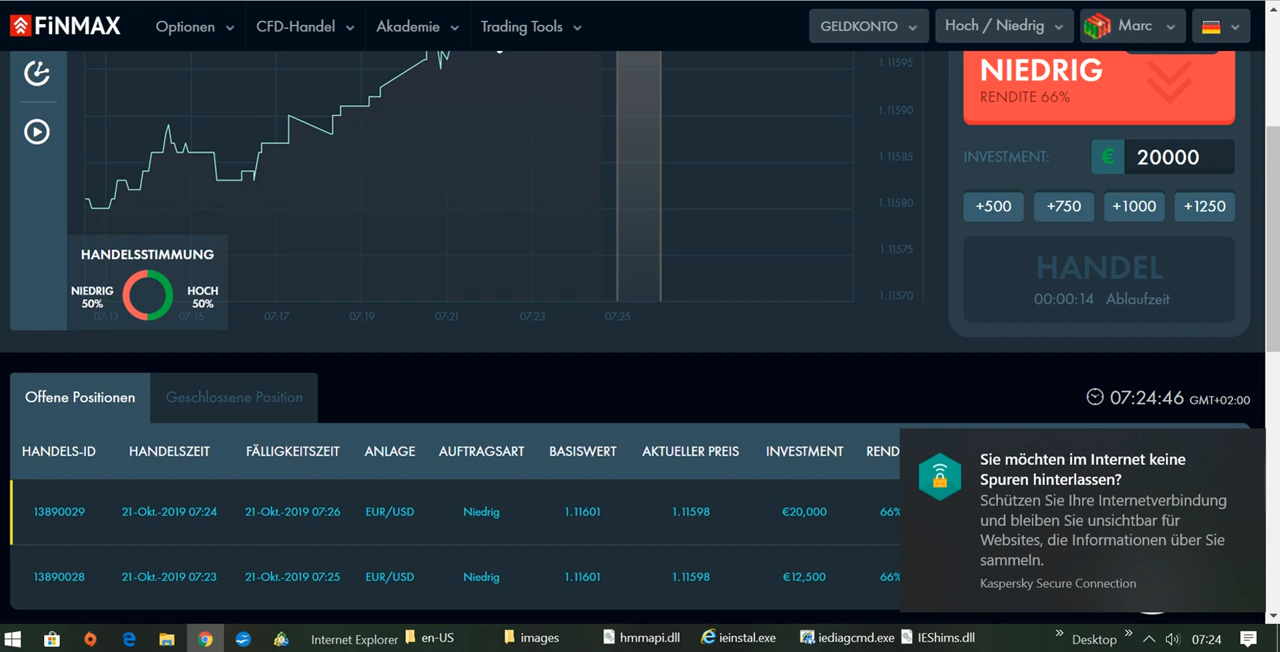 FiNMAX Optionen CFD-Handel Akademie Trading Tools GELDKONTO Hoch / Niedrig Marc
NIEDRIG
RENDITE 66%
INVESTMENT: € 20000
+500 +750 +1000 +1250
HANDEL
00:00:14 Ablaufzeit
1.11595
1.11590
1.11585
1.11580
1.11575
1.11570
HANDELSSTIMMUNG
NIEDRIG 50%
HOCH 50%
07:13 07:15 07:17 07:19 07:21 07:23 07:25
Offene Positionen Geschlossene Position
07:24:46 GMT+02:00
HANDELS-ID HANDELSZEIT FÄLLIGKEITSZEIT ANLAGE AUFTRAGSART BASISWERT AKTUELLER PREIS INVESTMENT REND
13890029 21-Okt.-2019 07:24 21-Okt.-2019 07:26 EUR/USD Niedrig 1.11601 1.11598 €20,000 66%
13890028 21-Okt.-2019 07:23 21-Okt.-2019 07:25 EUR/USD Niedrig 1.11601 1.11598 €12,500 66%
Sie möchten im Internet keine
Spuren hinterlassen?
Schützen Sie Ihre Internetverbindung
und bleiben Sie unsichtbar für
Websites, die Informationen über Sie
sammeln.
Kaspersky Secure Connection
Internet Explorer en-US images hmmapi.dll ieinstal.exe iediagcmd.exe IEShims.dll » Desktop » 07:24